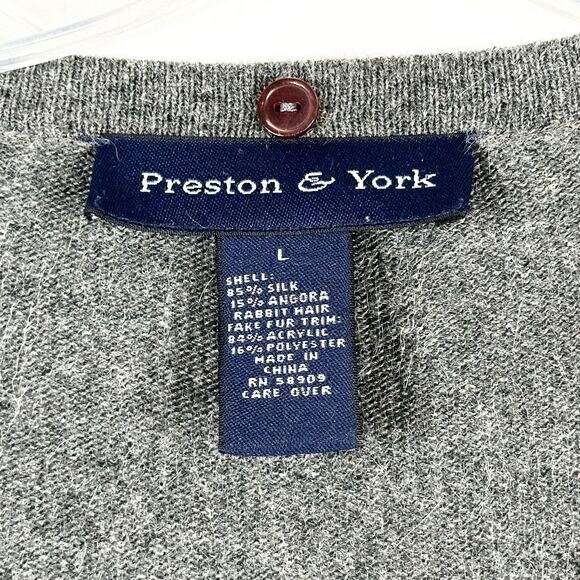 Preston & York
L
SHELL:
85% SILK
15% ANGORA
RABBIT HAIR
FAKE FUR TRIM:
84% ACRYLIC
16% POLYESTER
MADE IN
CHINA
RN 58909
CARE OVER